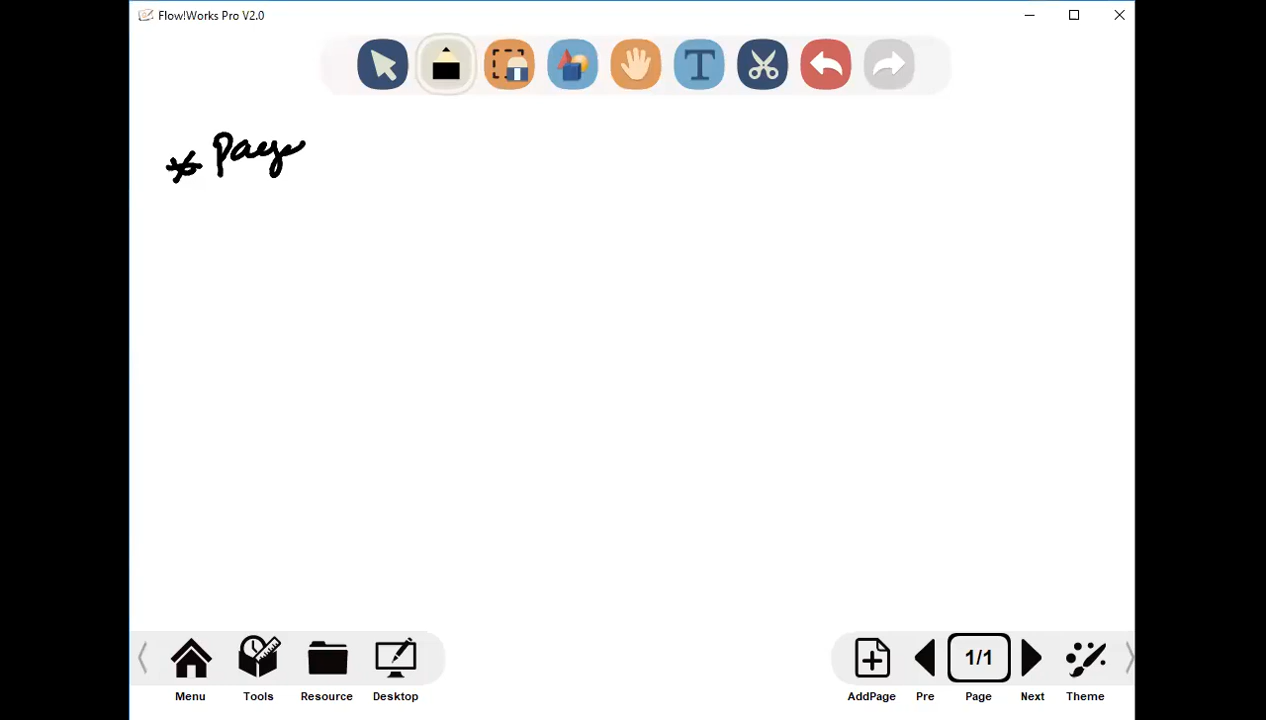 Flow!Works Pro V2.0
T
* Page
1/1
Menu Tools Resource Desktop AddPage Pre Page Next Theme